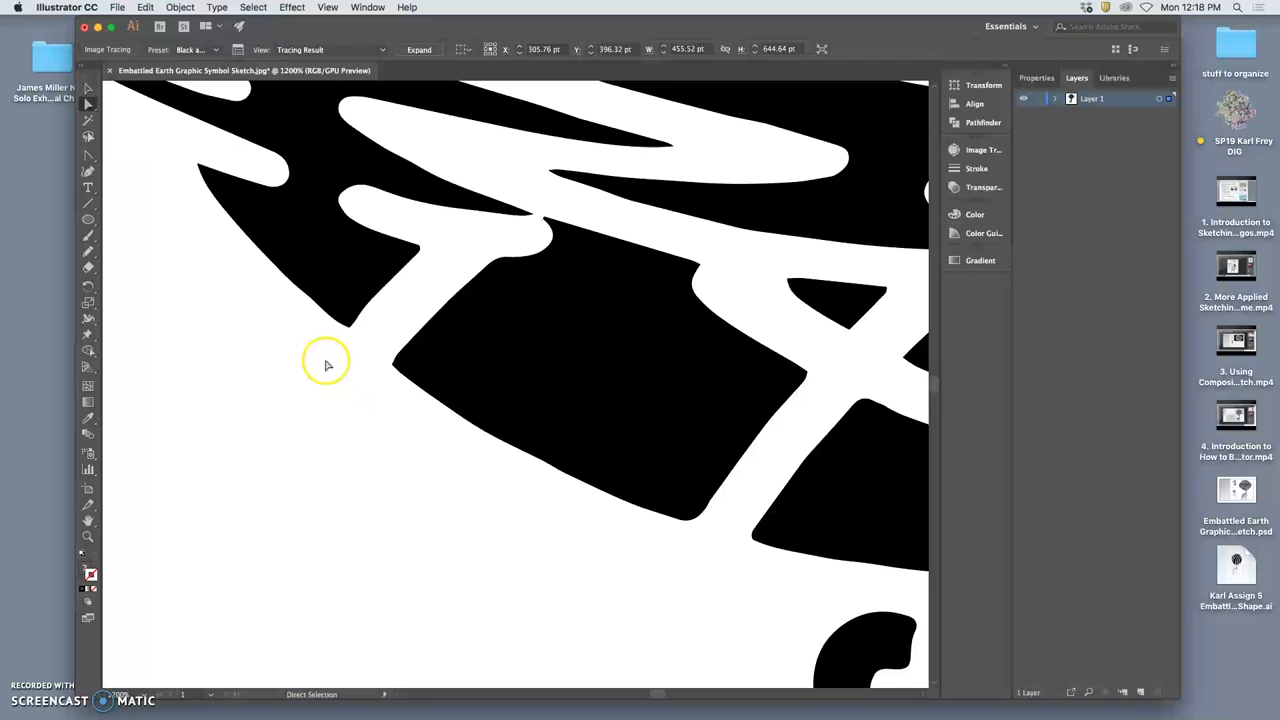 Illustrator CC File Edit Object Type Select Effect View Window Help
12:18 PM
Ai Br St Essentials Search Adobe Stock
Image Tracing Preset: Black a... View: Tracing Result Expand X: 305.76 pt Y: 396.32 pt W: 455.52 pt H: 644.64 pt
× Embattled Earth Graphic Symbol Sketch.jpg* @ 1200% (RGB/GPU Preview)
Properties Layers Libraries
Layer 1
Transform
Align
Pathfinder
Image Tr...
Stroke
Transpar...
Color
Color Gui...
Gradient
James Miller N
Solo Exh...al Ch
stuff to organize
SP19 Karl Frey
DIG
1. Introduction to
Sketchin...gos.mp4
2. More Applied
Sketchin...me.mp4
3. Using
Composi...tch.mp4
4. Introduction to
How to B...tor.mp4
Embattled Earth
Graphic...etch.psd
Karl Assign 5
Embattl...Shape.ai
1 Direct Selection
1 Layer
RECORDED WITH
SCREENCAST MATIC